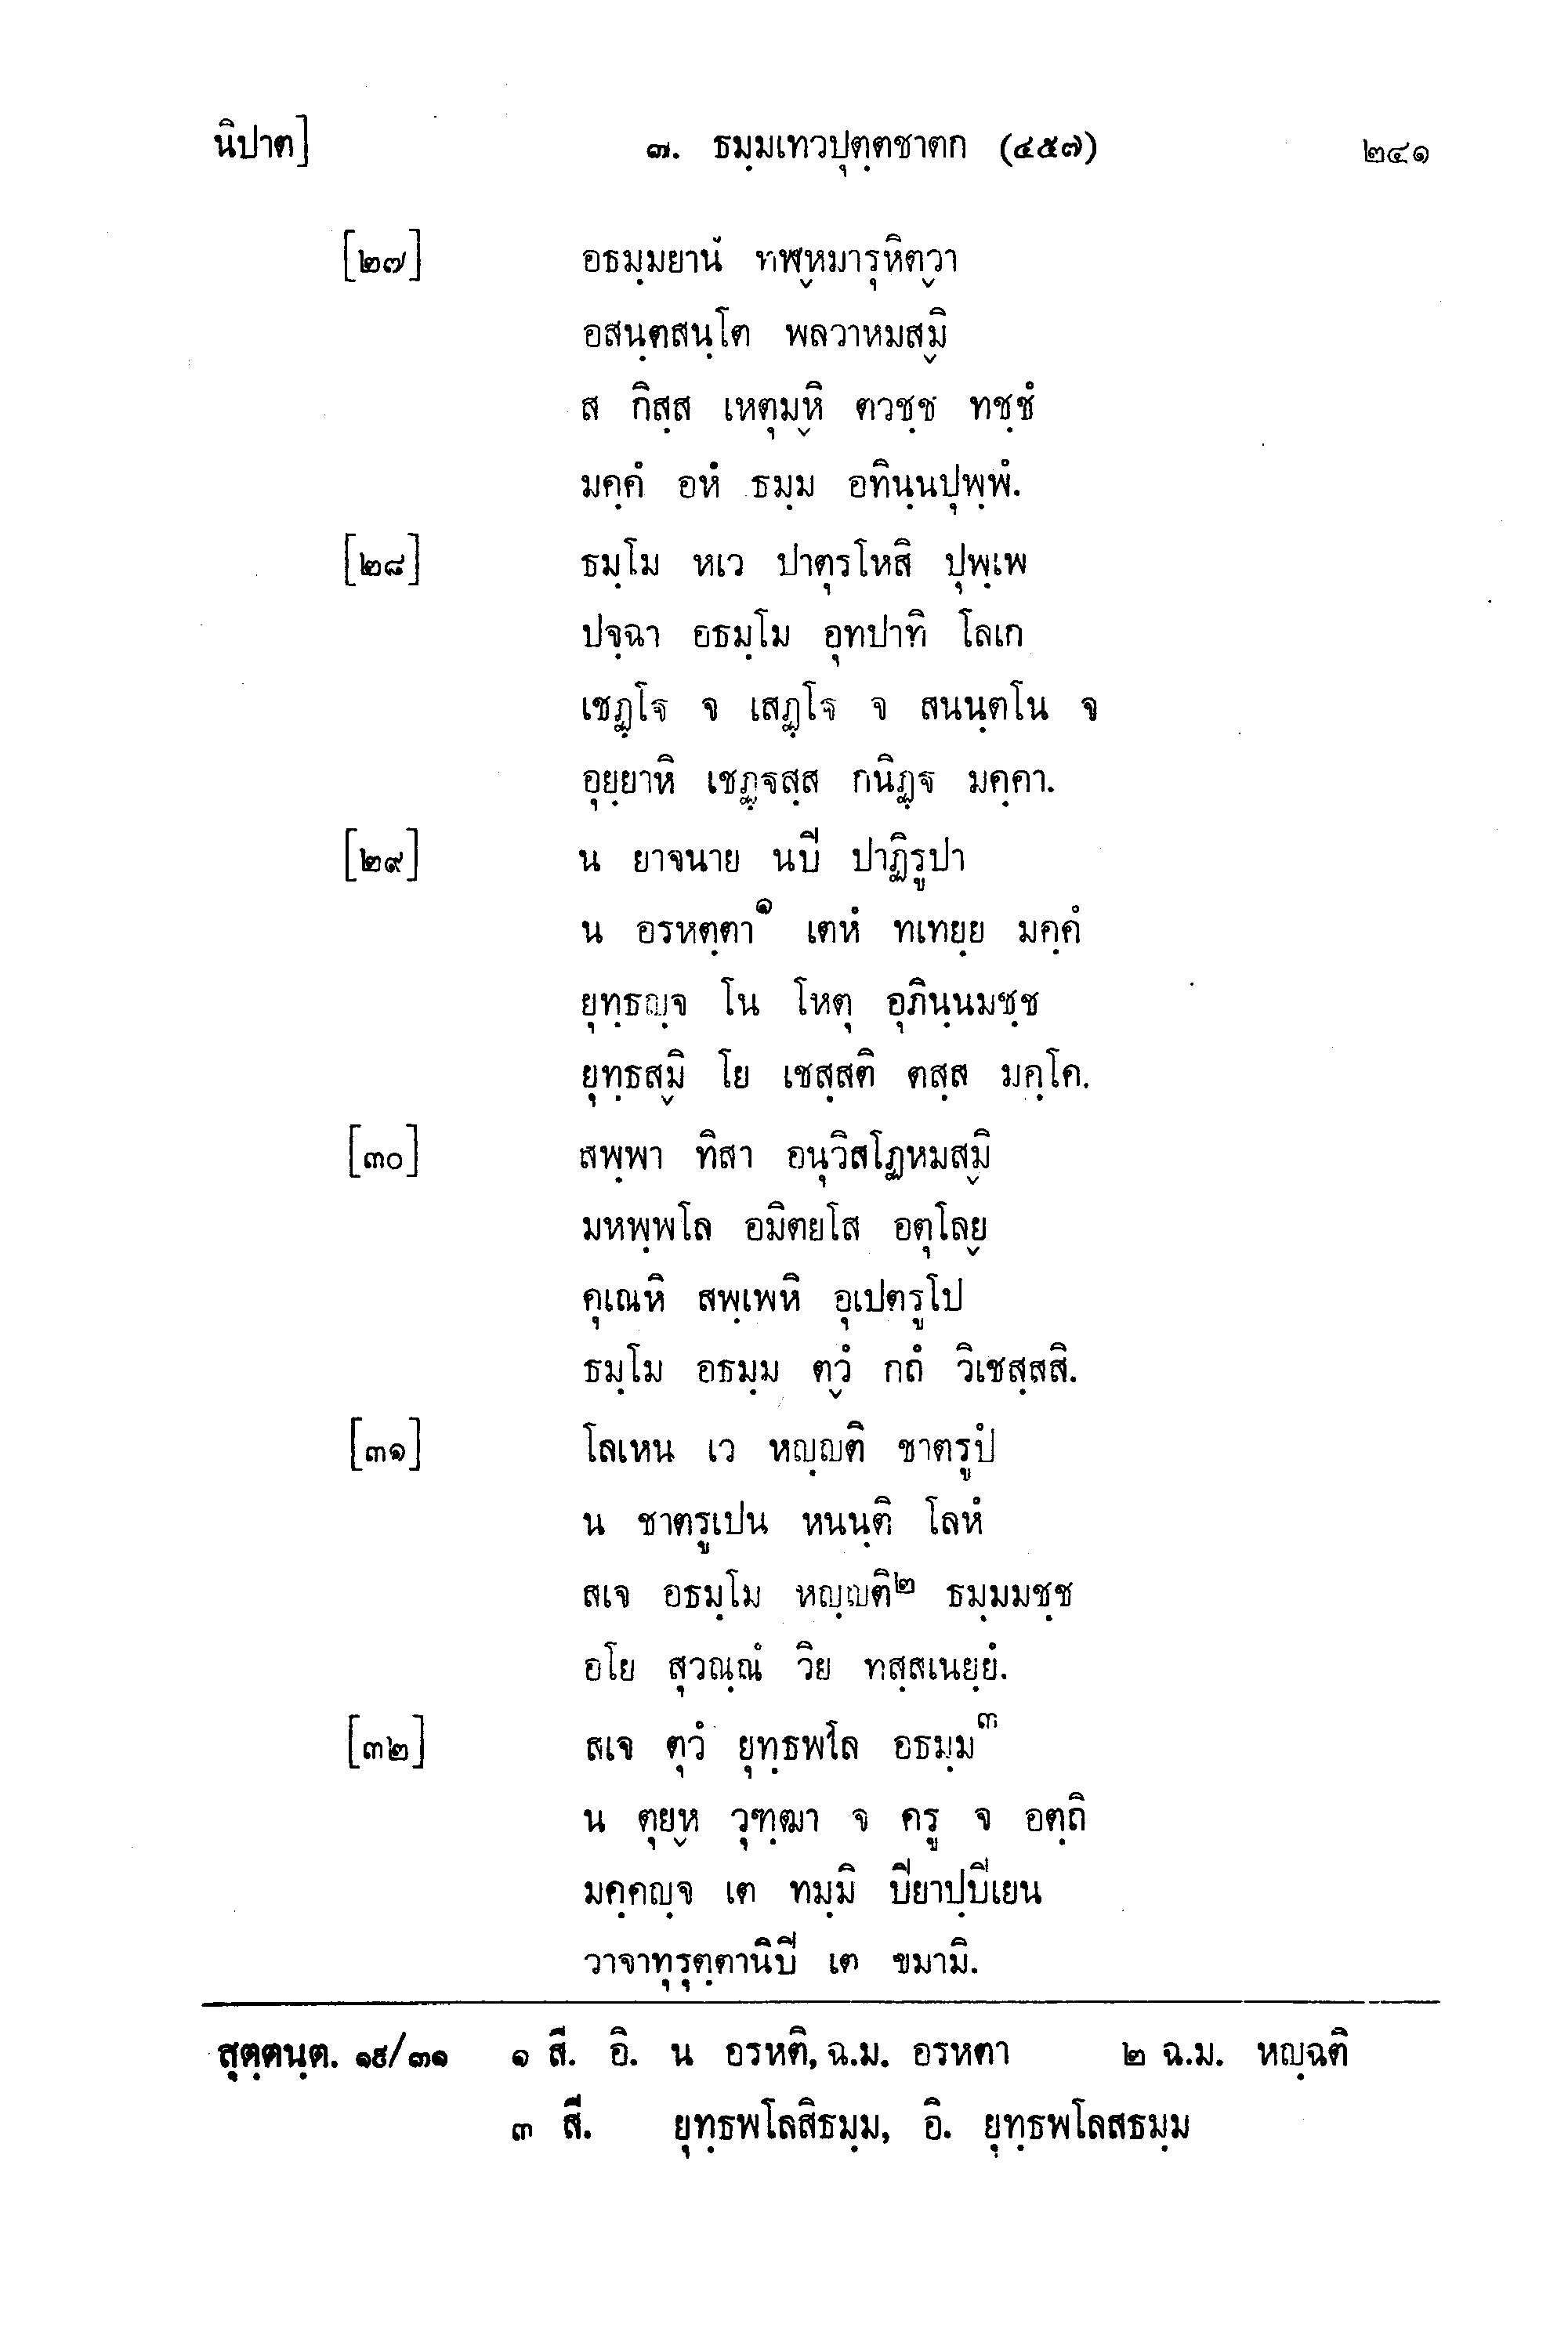 นิปาต] ๗. ธมฺมเทวปุตฺตชาตก (๔๕๗) ๒๔๑
[๒๗] อธมฺมยานํ ทฬฺหมารุหิตฺวา
อสนฺตสนฺโต พลวาหมสฺมิ
ส กิสฺส เหตุมฺหิ ตวชฺช ทชฺชํ
มคฺคํ อหํ ธมฺม อทินฺนปุพฺพํ.
[๒๘] ธมฺโม หเว ปาตุรโหสิ ปุพฺเพ
ปจฺฉา อธมฺโม อุทปาทิ โลเก
เชฏฺโฐ จ เสฏฺโฐ จ สนนฺตโน จ
อุยฺยาหิ เชฏฺฐสฺส กนิฏฺฐ มคฺคา.
[๒๙] น ยาจนาย นปี ปาฏิรูปา
น อรหตฺตา๑ เตหํ ทเทยฺย มคฺคํ
ยุทฺธญฺจ โน โหตุ อุภินฺนมชฺช
ยุทฺธสฺมิ โย เชสฺสติ ตสฺส มคฺโค.
[๓๐] สพฺพา ทิสา อนุวิสโฏหมสฺมิ
มหพฺพโล อมิตยโส อตุโลฺย
คุเณหิ สพฺเพหิ อุเปตรูโป
ธมฺโม อธมฺม ตฺวํ กถํ วิเชสฺสสิ.
[๓๑] โลเหน เว หญฺญติ ชาตรูปํ
น ชาตรูเปน หนนฺติ โลหํ
สเจ อธมฺโม หญฺญติ๒ ธมฺมมชฺช
อโย สุวณฺณํ วิย ทสฺสเนยฺยํ.
[๓๒] สเจ ตุวํ ยุทฺธพโล อธมฺม๓
น ตุยฺห วุฑฺฒา จ ครู จ อตฺถิ
มคฺคญฺจ เต ทมฺมิ ปียาปฺปีเยน
วาจาทุรุตฺตานิปี เต ขมามิ.
สุตฺตนฺต. ๑๙/๓๑ ๑ สี. อิ. น อรหติ, ฉ.ม. อรหตา ๒ ฉ.ม. หญฺฉติ
๓ สี. ยุทฺธพโลสิธมฺม, อิ. ยุทฺธพโลสธมฺม